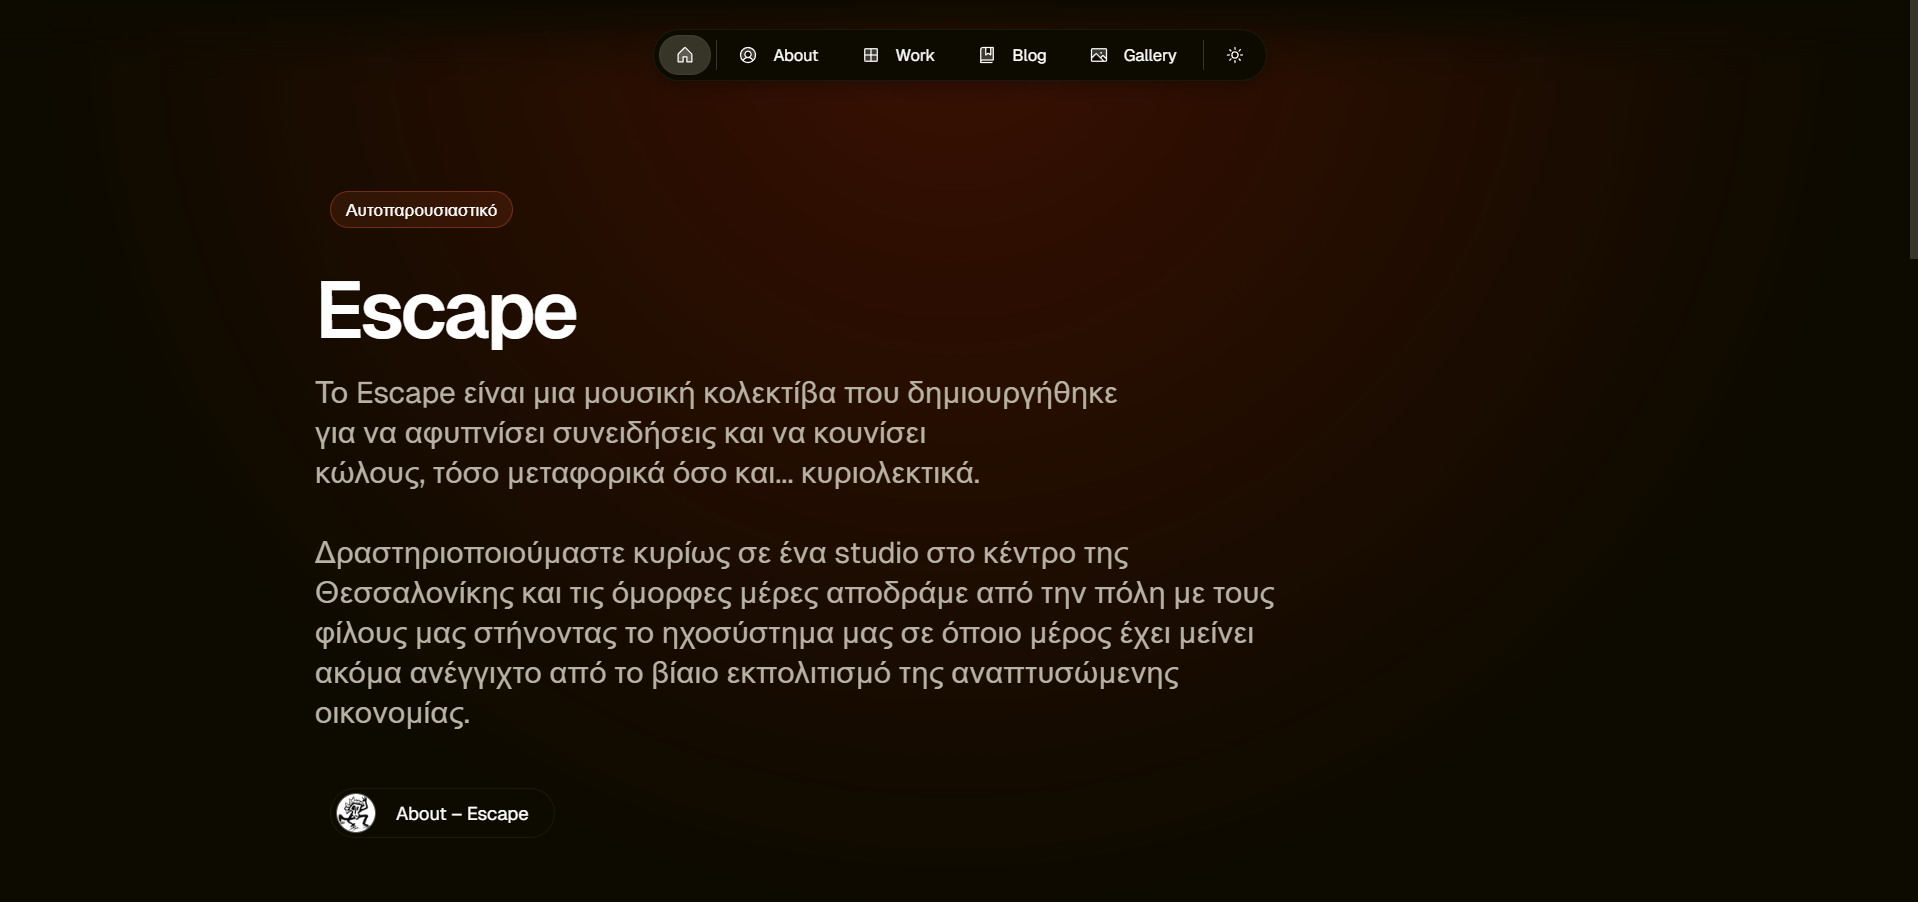 About
Work
Blog
Gallery
Αυτοπαρουσιαστικό
Escape
Το Escape είναι μια μουσική κολεκτίβα που δημιουργήθηκε
για να αφυπνίσει συνειδήσεις και να κουνίσει
κώλους, τόσο μεταφορικά όσο και... κυριολεκτικά.
Δραστηριοποιούμαστε κυρίως σε ένα studio στο κέντρο της
Θεσσαλονίκης και τις όμορφες μέρες αποδράμε από την πόλη με τους
φίλους μας στήνοντας το ηχοσύστημα μας σε όποιο μέρος έχει μείνει
ακόμα ανέγγιχτο από το βίαιο εκπολιτισμό της αναπτυσώμενης
οικονομίας.
About – Escape